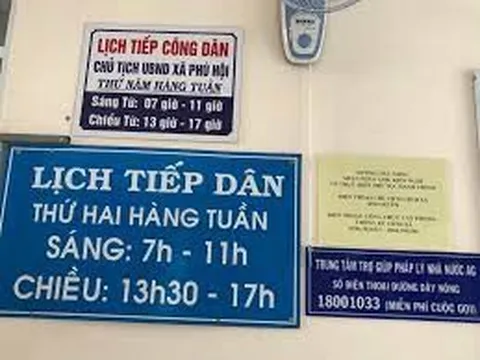 LỊCH TIẾP CÔNG DÂN
CHỦ TỊCH UBND XÃ PHÚ HỘI
THỨ NĂM HÀNG TUẦN
Sáng Từ: 07 giờ - 11 giờ
Chiều Từ: 13 giờ - 17 giờ
LỊCH TIẾP DÂN
THỨ HAI HÀNG TUẦN
SÁNG: 7h - 11h
CHIỀU: 13h30 - 17h
TRUNG TÂM TRỢ GIÚP PHÁP LÝ NHÀ NƯỚC AG
SỐ ĐIỆN THOẠI ĐƯỜNG DÂY NÓNG
18001033 (MIỄN PHÍ CUỘC GỌI)